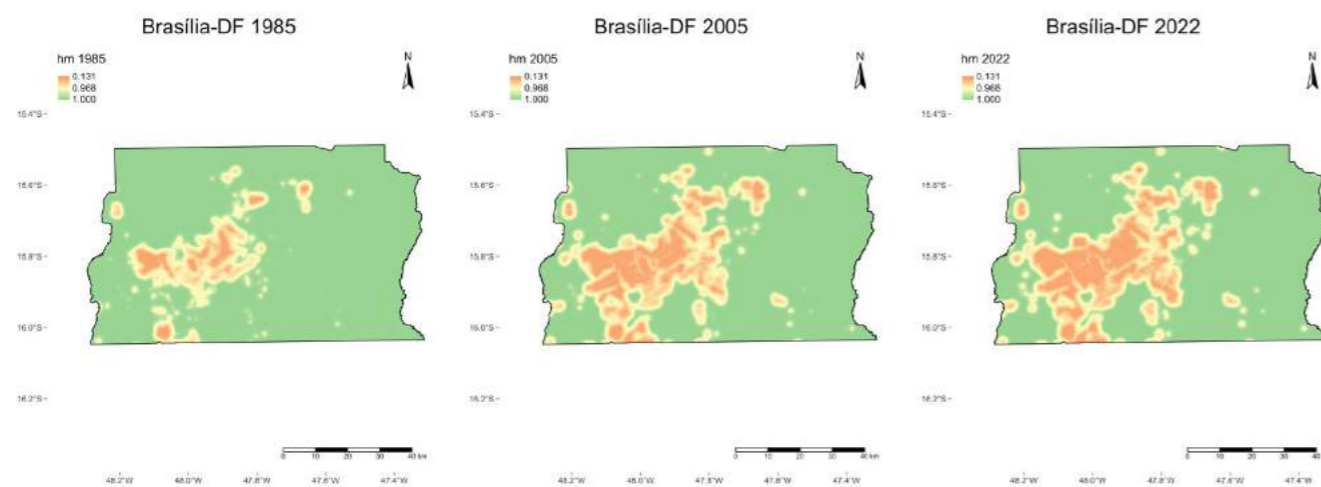 Brasília-DF 1985
hm 1985
0.131
0.968
1.000
N
15.4°S
15.6°S
15.8°S
16.0°S
16.2°S
0 10 20 30 40 km
48.2°W 48.0°W 47.8°W 47.6°W 47.4°W
Brasília-DF 2005
hm 2005
0.131
0.968
1.000
N
15.4°S
15.6°S
15.8°S
16.0°S
16.2°S
0 10 20 30 40 km
48.2°W 48.0°W 47.8°W 47.6°W 47.4°W
Brasília-DF 2022
hm 2022
0.131
0.968
1.000
N
15.4°S
15.6°S
15.8°S
16.0°S
16.2°S
0 10 20 30 40
48.2°W 48.0°W 47.8°W 47.6°W 47.4°W